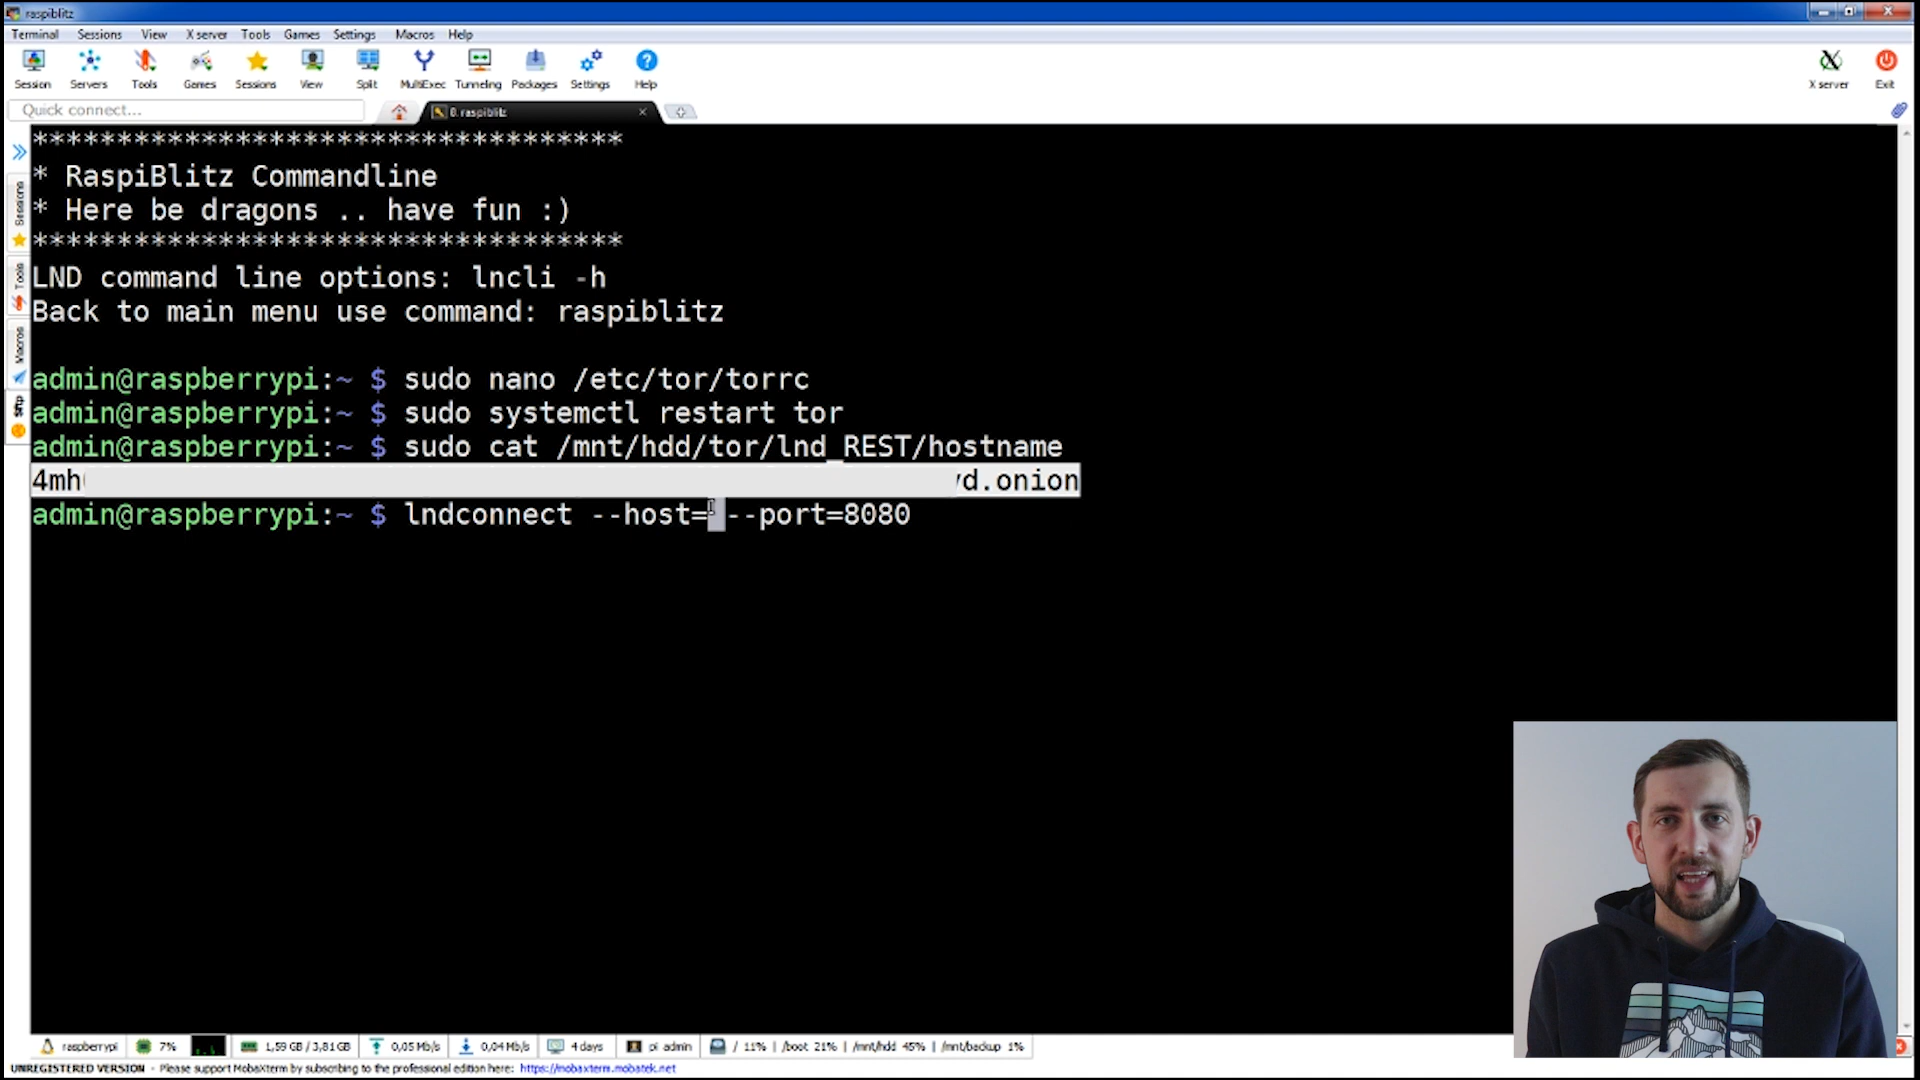 raspiblitz
Terminal Sessions View X server Tools Games Settings Macros Help
Session Servers Tools Games Sessions View Split MultiExec Tunneling Packages Settings Help X server Exit
Quick connect... 8. raspiblitz
***********************************
* RaspiBlitz Commandline
* Here be dragons .. have fun :)
***********************************
LND command line options: lncli -h
Back to main menu use command: raspiblitz
admin@raspberrypi:~ $ sudo nano /etc/tor/torrc
admin@raspberrypi:~ $ sudo systemctl restart tor
admin@raspberrypi:~ $ sudo cat /mnt/hdd/tor/lnd_REST/hostname
4mh yd.onion
admin@raspberrypi:~ $ lndconnect --host= --port=8080
Sessions
Tools
Macros
Sftp
raspberrypi 7% 1,59 GB / 3,81 GB 0,05 Mb/s 0,04 Mb/s 4 days pi admin / 11% | /boot 21% | /mnt/hdd 45% | /mnt/backup 1%
UNREGISTERED VERSION - Please support MobaXterm by subscribing to the professional edition here: https://mobaxterm.mobatek.net